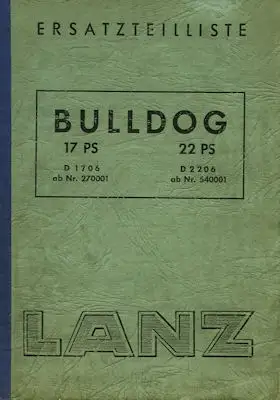 ERSATZTEILLISTE
BULLDOG
17 PS 22 PS
D 1706 D 2206
ab Nr. 270001 ab Nr. 540001
LANZ